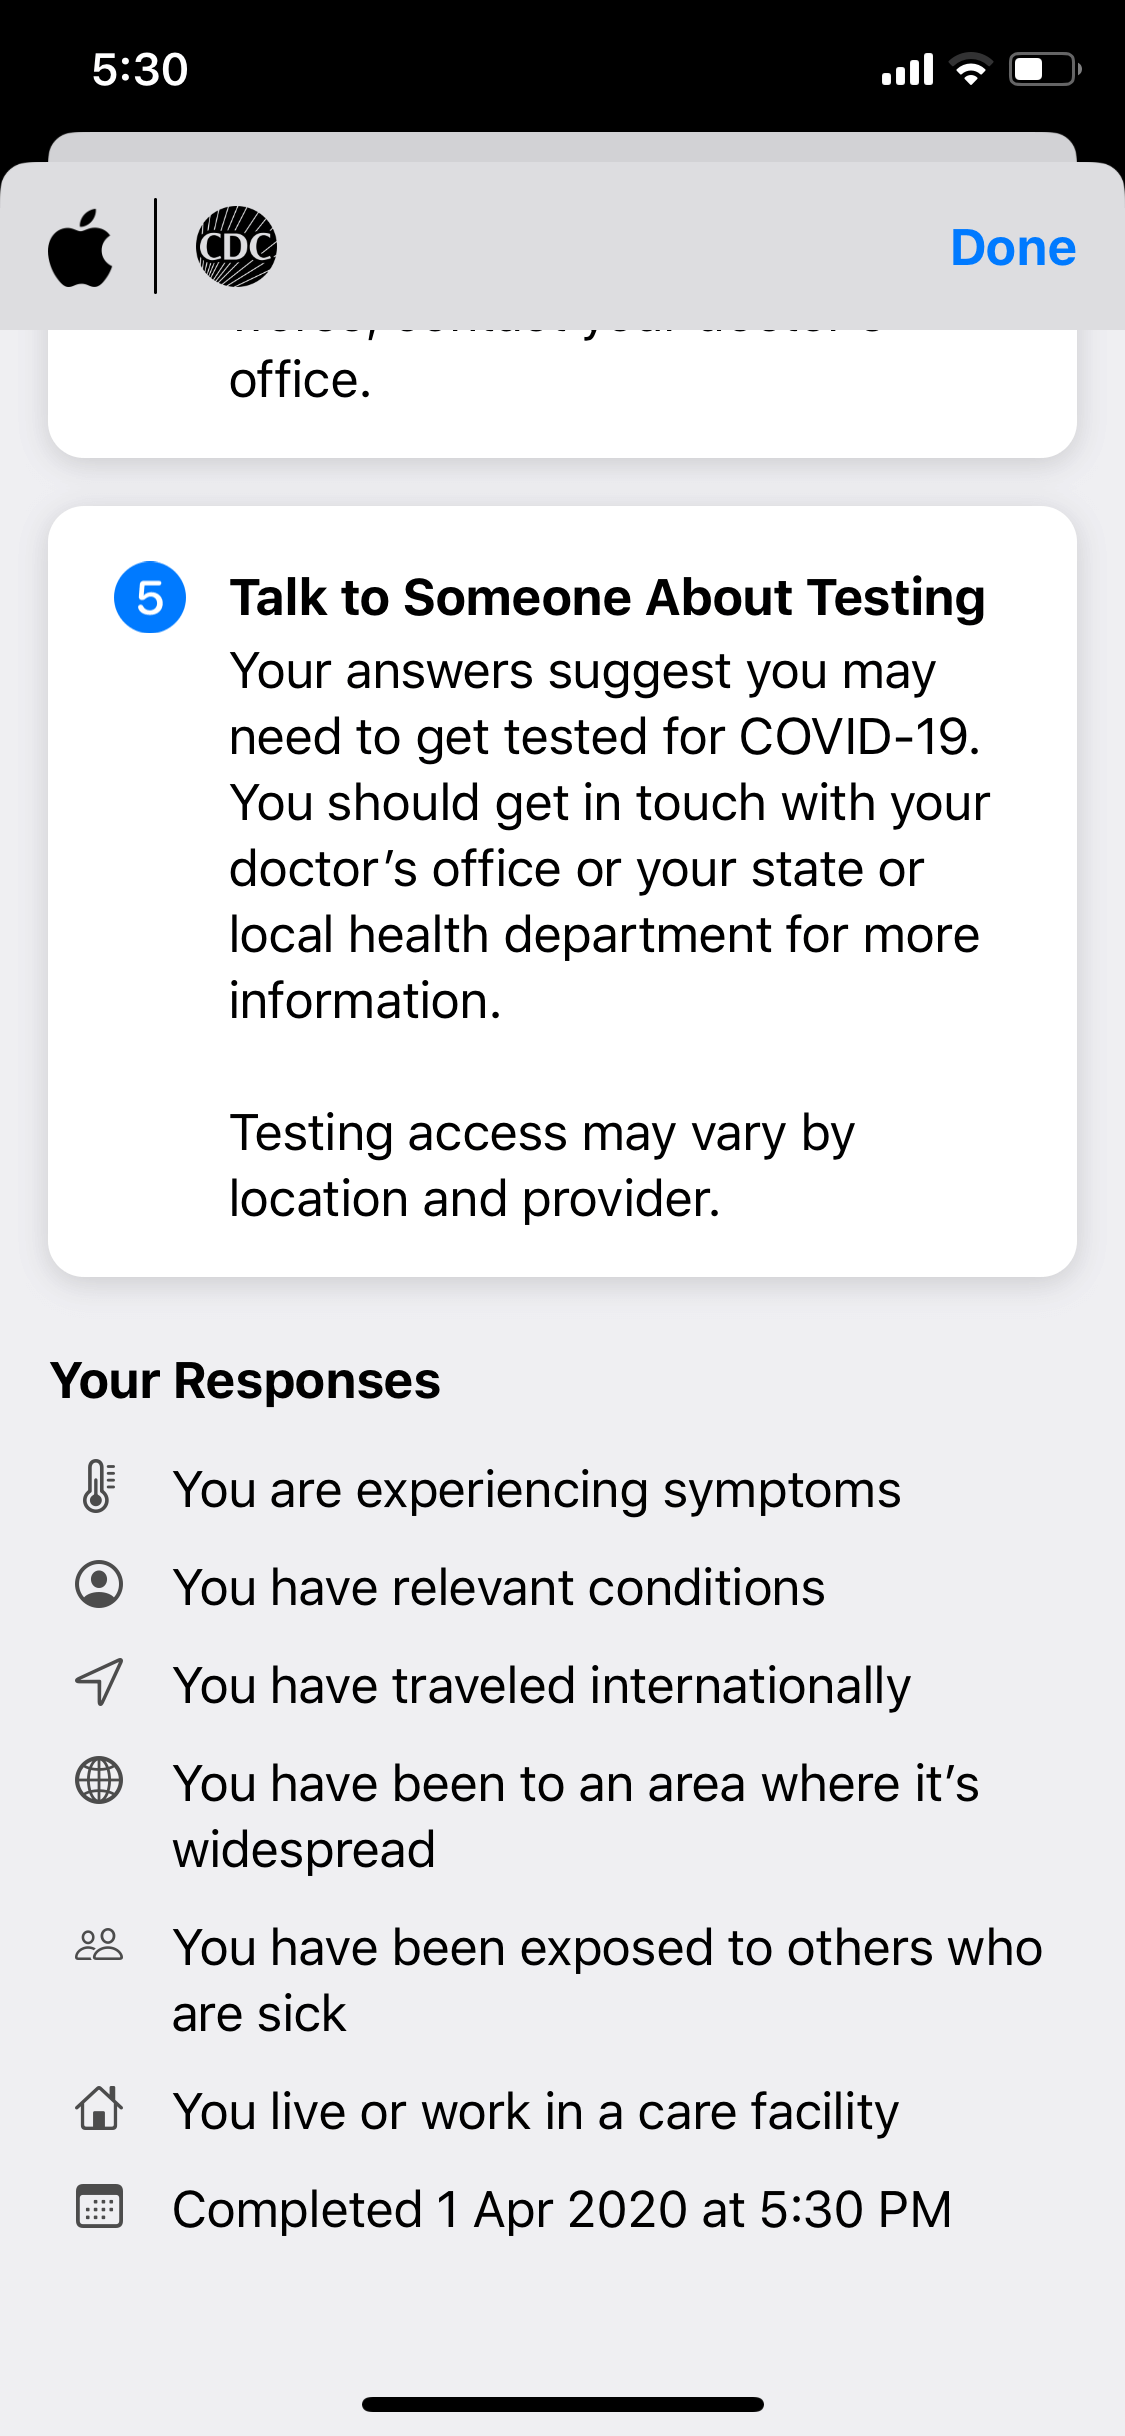 5:30
CDC
Done
office.
5
Talk to Someone About Testing
Your answers suggest you may
need to get tested for COVID-19.
You should get in touch with your
doctor’s office or your state or
local health department for more
information.
Testing access may vary by
location and provider.
Your Responses
You are experiencing symptoms
You have relevant conditions
You have traveled internationally
You have been to an area where it’s
widespread
You have been exposed to others who
are sick
You live or work in a care facility
Completed 1 Apr 2020 at 5:30 PM